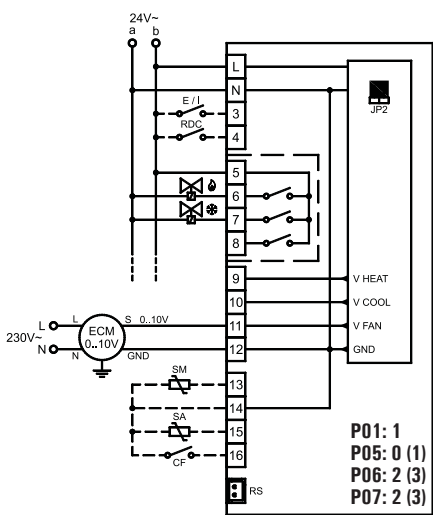 24V~
a b
L
N
JP2
E / I
3
RDC
4
5
6
7
8
9 V HEAT
10 V COOL
L L S 0..10V 11 V FAN
230V~ ECM
0..10V
N N GND 12 GND
SM
13
14
SA
15
16
CF
P01: 1
P05: 0 (1)
P06: 2 (3)
P07: 2 (3)
RS